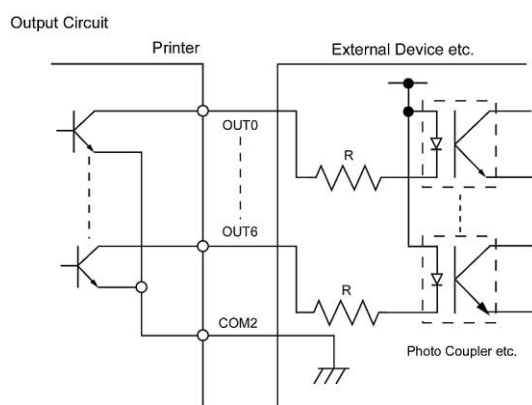 Output Circuit
Printer
External Device etc.
OUT0
R
OUT6
R
COM2
Photo Coupler etc.